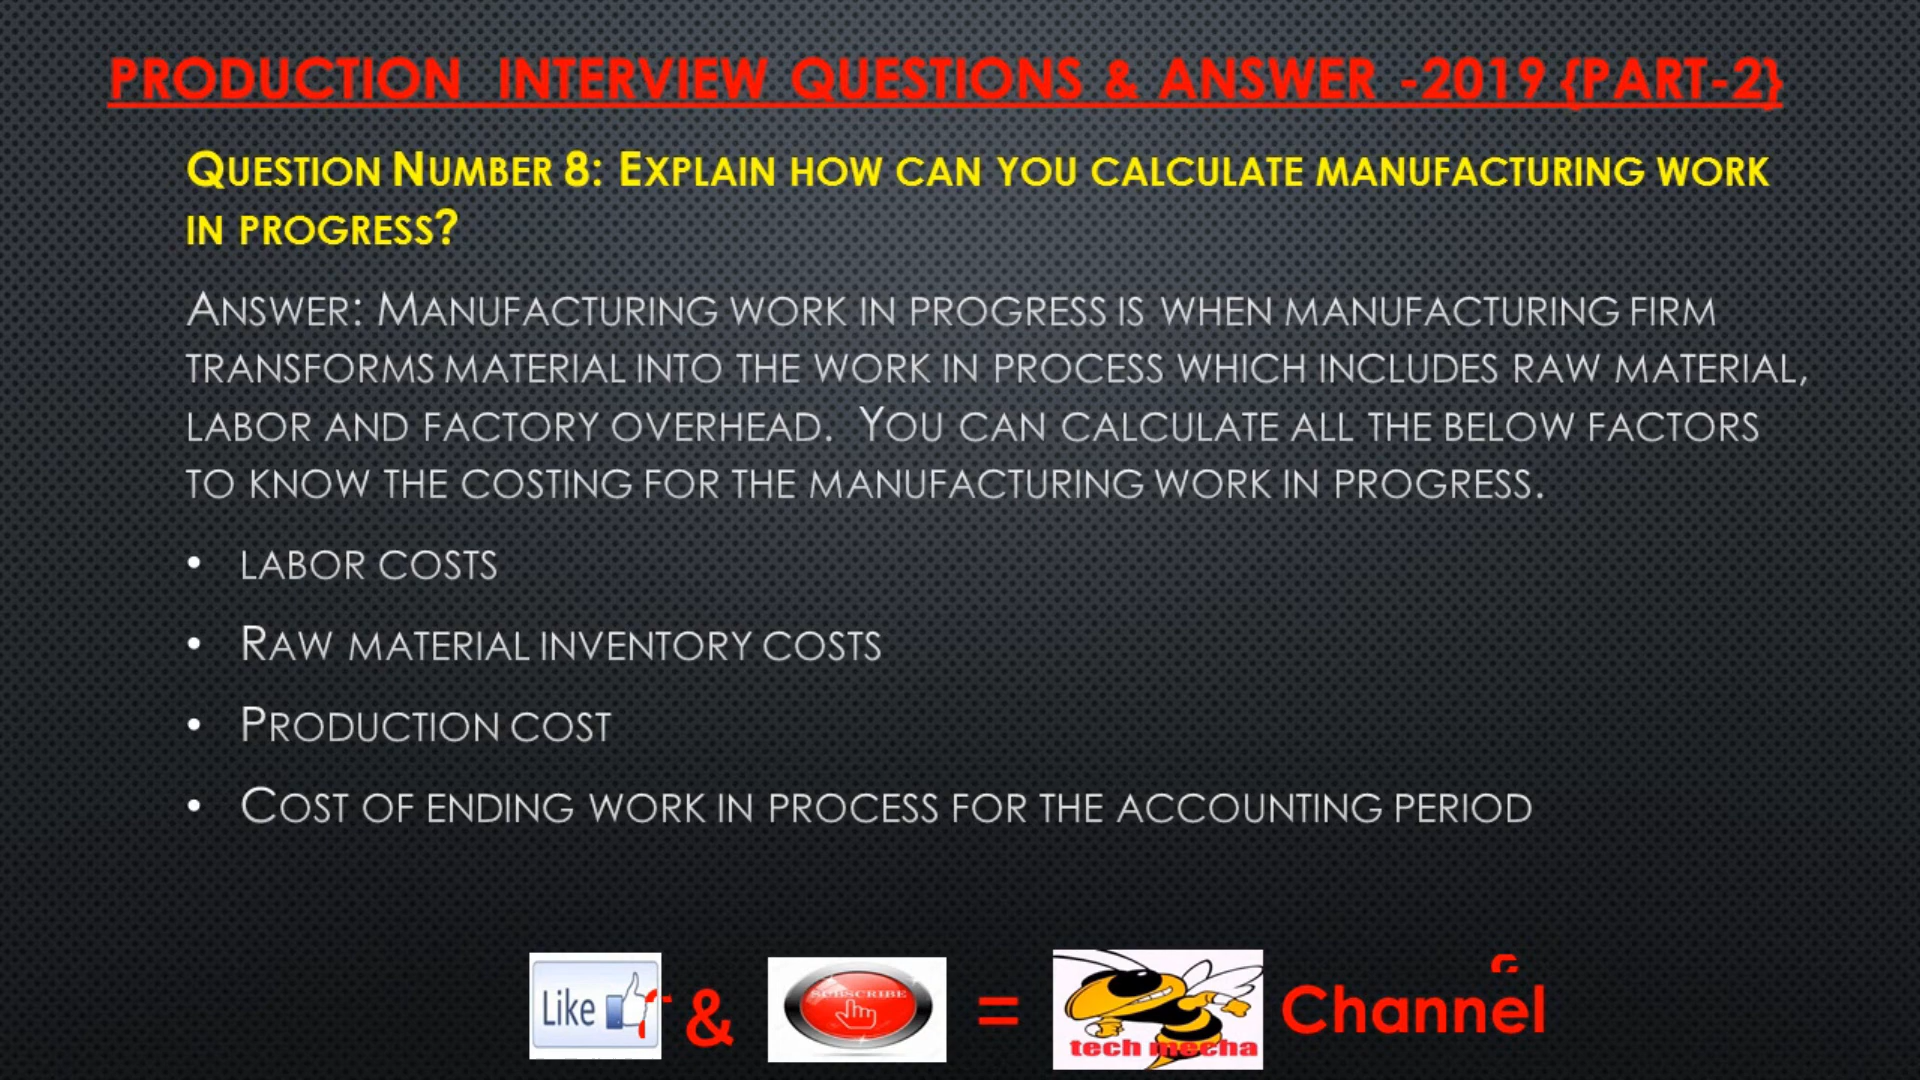 PRODUCTION INTERVIEW QUESTIONS & ANSWER -2019 {PART-2}
QUESTION NUMBER 8: EXPLAIN HOW CAN YOU CALCULATE MANUFACTURING WORK
IN PROGRESS?
ANSWER: MANUFACTURING WORK IN PROGRESS IS WHEN MANUFACTURING FIRM
TRANSFORMS MATERIAL INTO THE WORK IN PROCESS WHICH INCLUDES RAW MATERIAL,
LABOR AND FACTORY OVERHEAD. YOU CAN CALCULATE ALL THE BELOW FACTORS
TO KNOW THE COSTING FOR THE MANUFACTURING WORK IN PROGRESS.
• LABOR COSTS
• RAW MATERIAL INVENTORY COSTS
• PRODUCTION COST
• COST OF ENDING WORK IN PROCESS FOR THE ACCOUNTING PERIOD
Like & SUBSCRIBE = tech mecha Channel